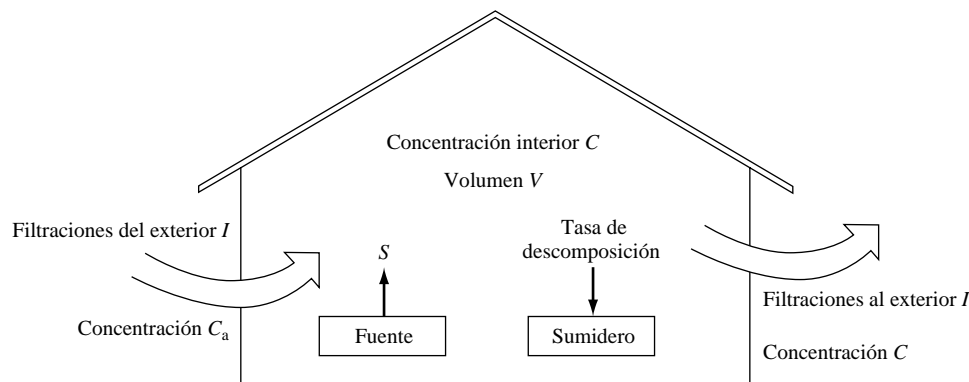 Concentración interior C
Volumen V
Filtraciones del exterior I
S
Tasa de
descomposición
Concentración Ca
Fuente
Sumidero
Filtraciones al exterior I
Concentración C